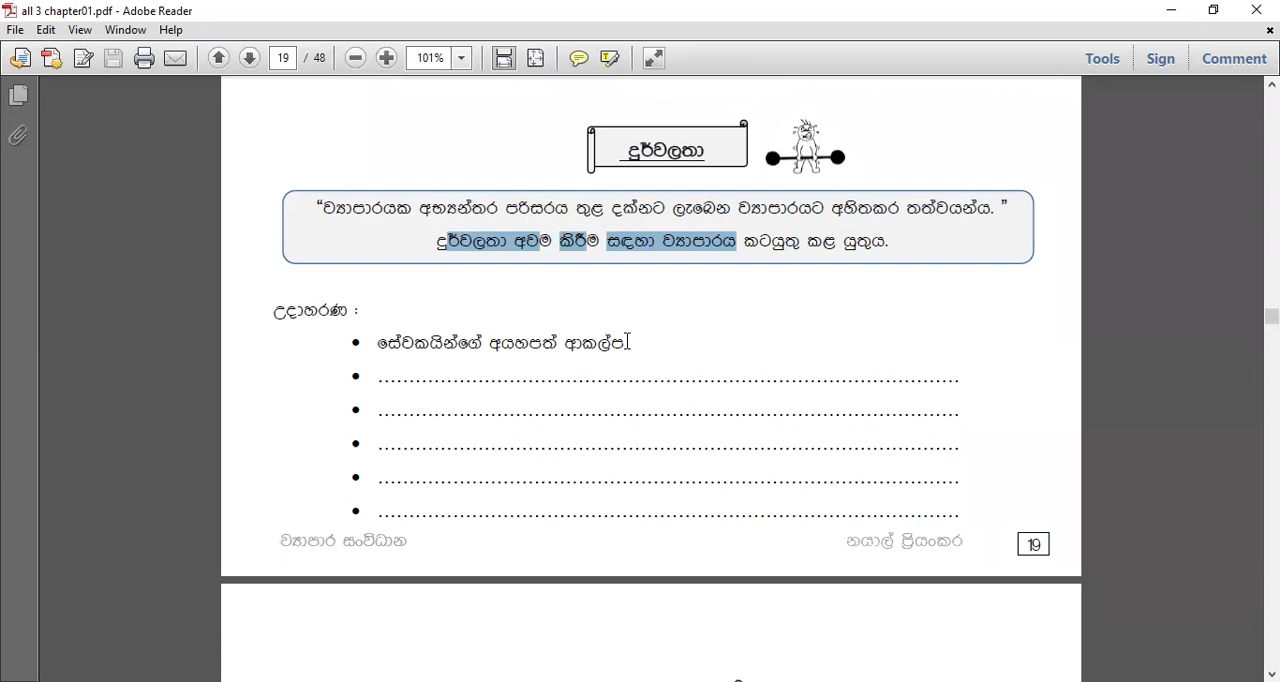 all 3 chapter01.pdf - Adobe Reader
File Edit View Window Help
19 / 48 101% Tools Sign Comment
දුර්වලතා
“ව්‍යාපාරයක අභ්‍යන්තර පරිසරය තුළ දක්නට ලැබෙන ව්‍යාපාරයට අහිතකර තත්වයන්ය. ”
දුර්වලතා අවම කිරීම සඳහා ව්‍යාපාරය කටයුතු කළ යුතුය.
උදාහරණ :
• සේවකයින්ගේ අයහපත් ආකල්ප
• ............................................................................................
• ............................................................................................
• ............................................................................................
• ............................................................................................
• ............................................................................................
ව්‍යාපාර සංවිධාන නයාල් ප්‍රියංකර 19